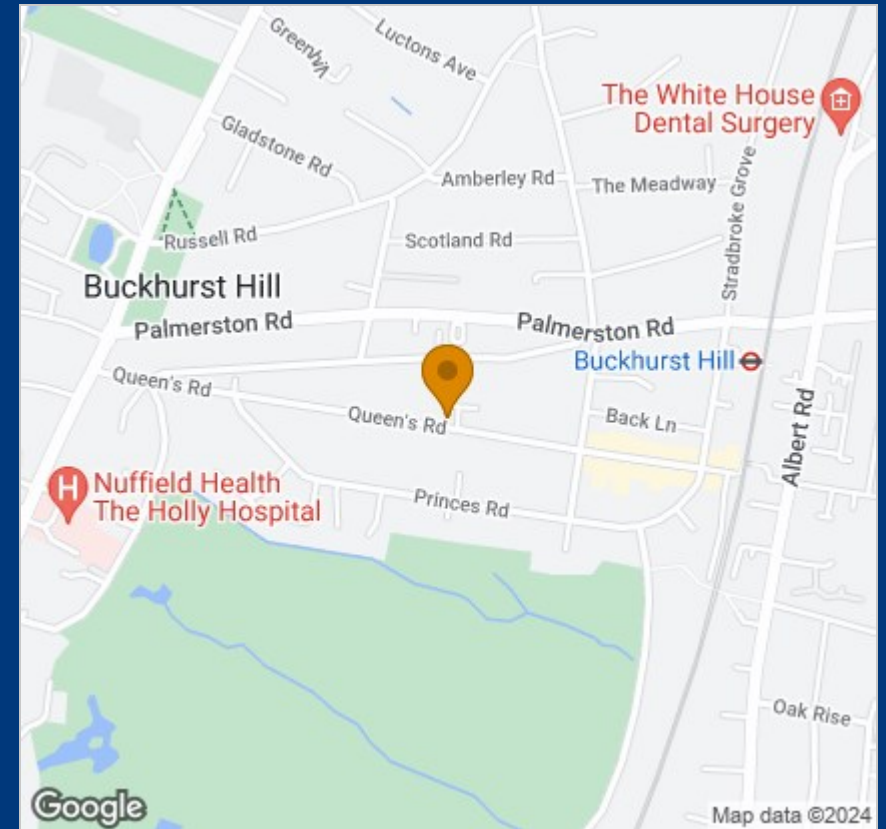 Luctons Ave
Green
The White House
Dental Surgery
Gladstone Rd
Amberley Rd
The Meadway
Stradbroke Grove
Russell Rd
Scotland Rd
Buckhurst Hill
Palmerston Rd
Palmerston Rd
Buckhurst Hill
Queen's Rd
Queen's Rd
Back Ln
Albert Rd
H
Nuffield Health
The Holly Hospital
Princes Rd
Oak Rise
Google
Map data ©2024